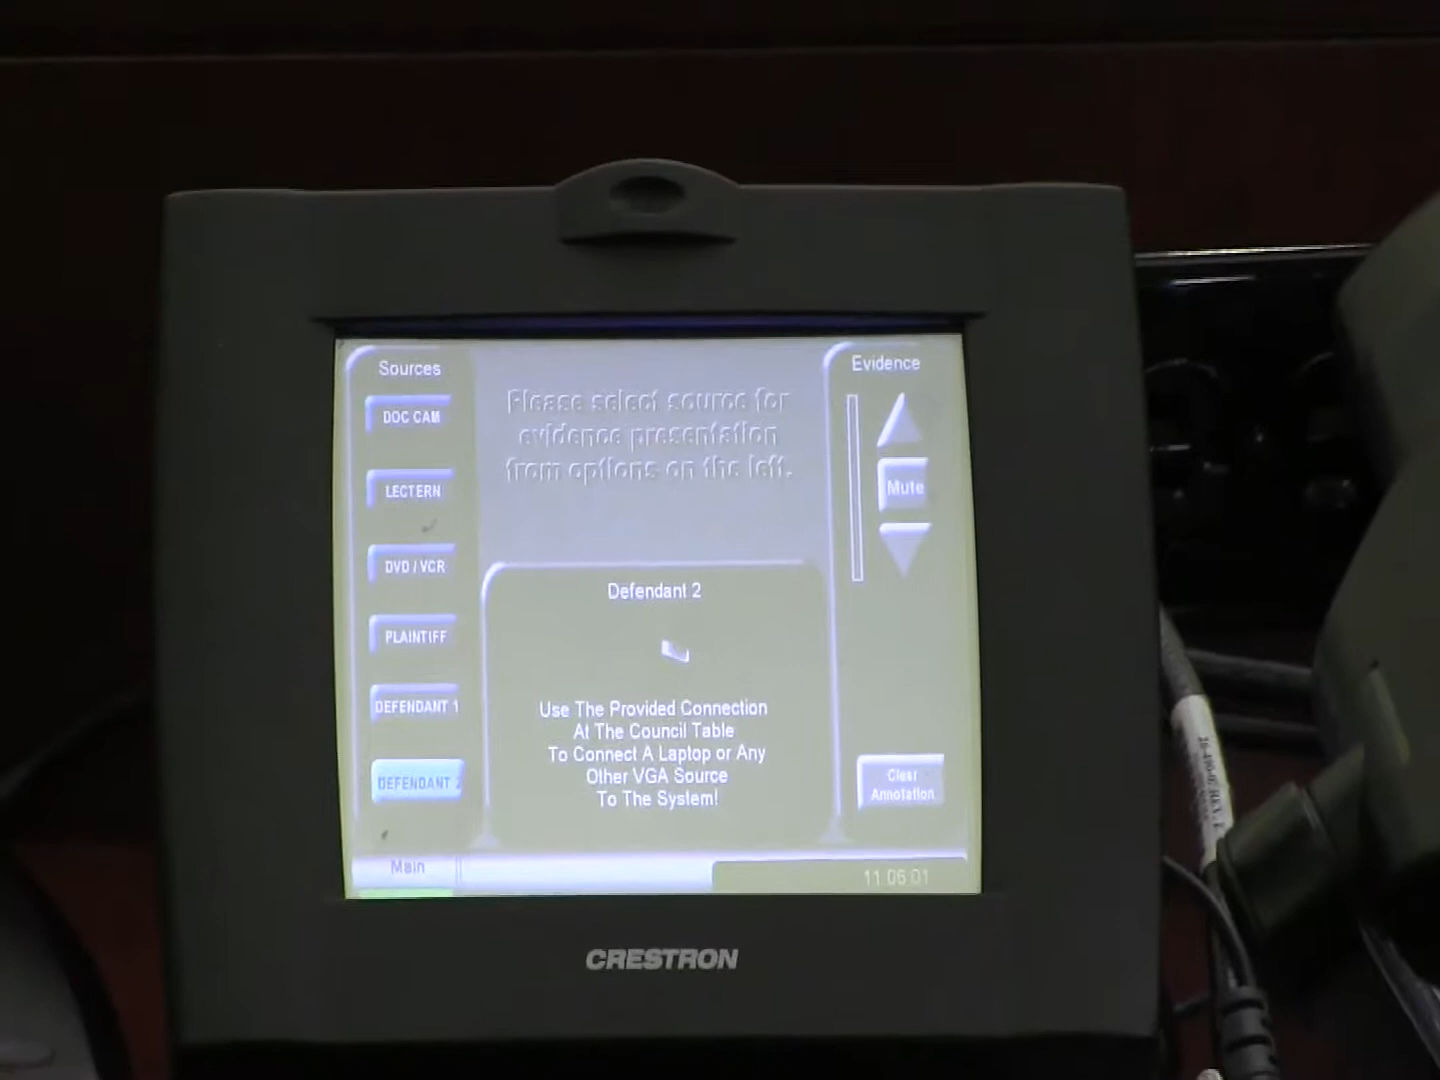 Sources
DOC CAM
LECTERN
DVD / VCR
PLAINTIFF
DEFENDANT 1
DEFENDANT 2
Main
Please select source for
evidence presentation
from options on the left.
Defendant 2
Use The Provided Connection
At The Council Table
To Connect A Laptop or Any
Other VGA Source
To The System!
Evidence
Mute
Clear
Annotation
11:06:01
CRESTRON